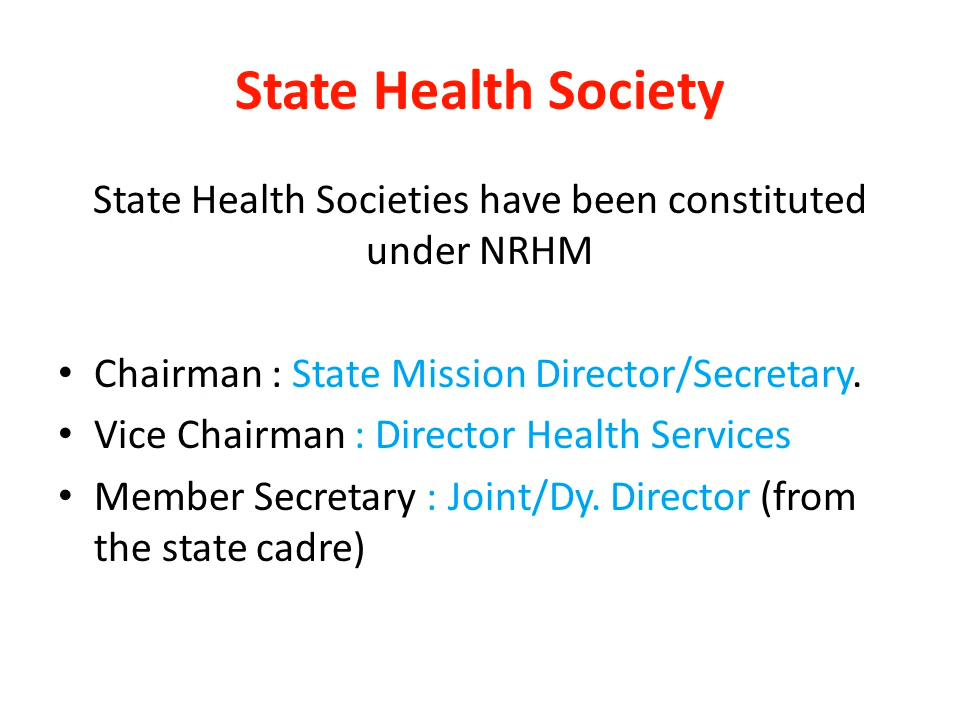 State Health Society
State Health Societies have been constituted
under NRHM
• Chairman : State Mission Director/Secretary.
• Vice Chairman : Director Health Services
• Member Secretary : Joint/Dy. Director (from
the state cadre)